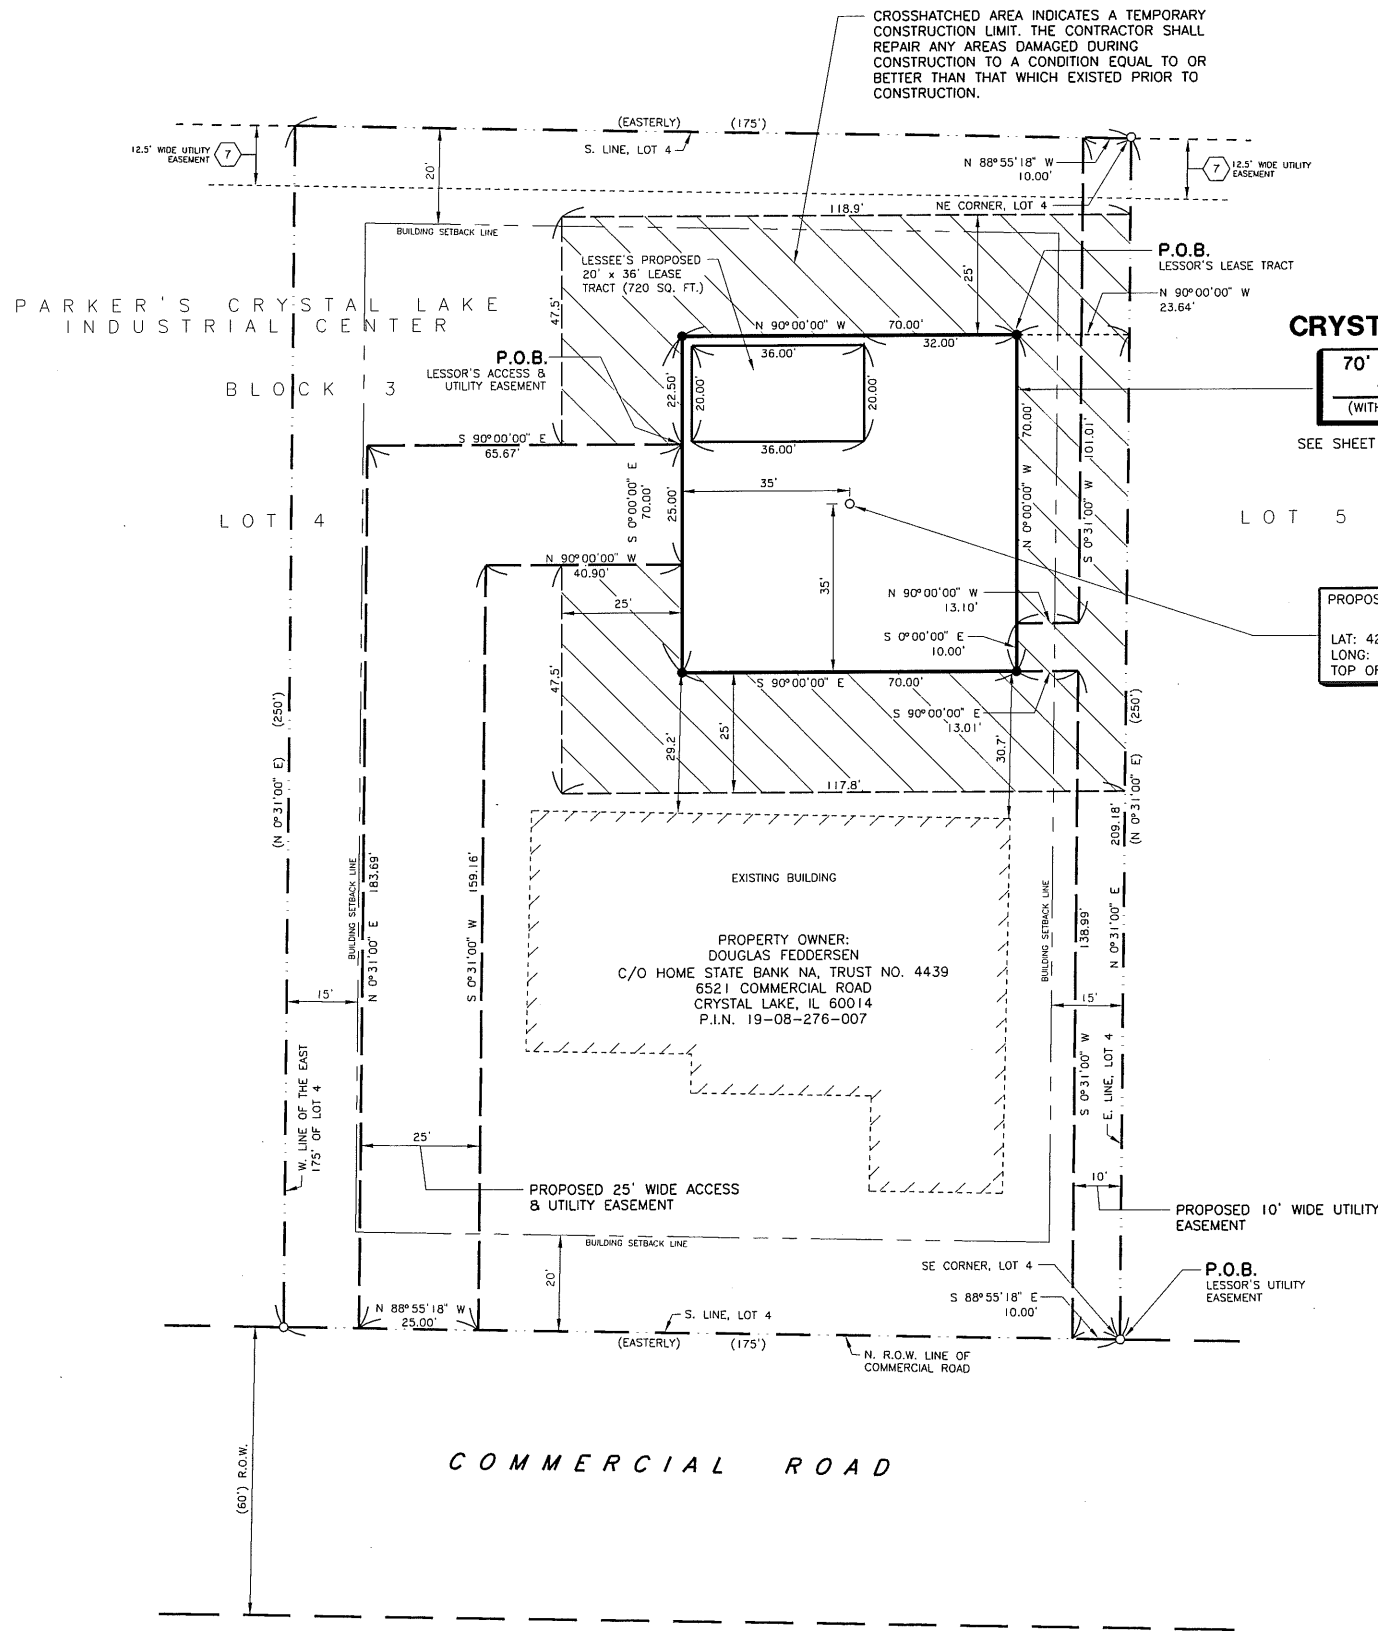 CROSSHATCHED AREA INDICATES A TEMPORARY
CONSTRUCTION LIMIT. THE CONTRACTOR SHALL
REPAIR ANY AREAS DAMAGED DURING
CONSTRUCTION TO A CONDITION EQUAL TO OR
BETTER THAN THAT WHICH EXISTED PRIOR TO
CONSTRUCTION.
(EASTERLY) (175')
S. LINE, LOT 4
12.5' WIDE UTILITY
EASEMENT
7
20'
N 88°55'18" W
10.00'
7
12.5' WIDE UTILITY
EASEMENT
NE CORNER, LOT 4
118.9'
BUILDING SETBACK LINE
P.O.B.
LESSOR'S LEASE TRACT
LESSEE'S PROPOSED
20' x 36' LEASE
TRACT (720 SQ. FT.)
25'
47.5'
N 90°00'00" W
23.64'
PARKER'S CRYSTAL LAKE
INDUSTRIAL CENTER
BLOCK 3
LOT 4
N 90°00'00" W 70.00'
32.00'
36.00'
P.O.B.
LESSOR'S ACCESS &
UTILITY EASEMENT
22.50'
20.00'
20.00'
36.00'
CRYST
70'
(WITH
SEE SHEET
70.00'
N 0°00'00" W
101.01'
S 0°31'00" W
S 90°00'00" E
65.67'
S 0°00'00" E
70.00'
25.00'
35'
35'
LOT 5
N 90°00'00" W
40.90'
25'
47.5'
N 90°00'00" W
13.10'
S 0°00'00" E
10.00'
PROPOS
LAT: 42
LONG:
TOP OF
S 90°00'00" E 70.00'
S 90°00'00" E
13.01'
29.2'
25'
30.7'
117.8'
(N 0°31'00" E) (250')
(N 0°31'00" E) (250')
209.18'
N 0°31'00" E
E. LINE, LOT 4
EXISTING BUILDING
PROPERTY OWNER:
DOUGLAS FEDDERSEN
C/O HOME STATE BANK NA, TRUST NO. 4439
6521 COMMERCIAL ROAD
CRYSTAL LAKE, IL 60014
P.I.N. 19-08-276-007
BUILDING SETBACK LINE
N 0°31'00" E 183.69'
S 0°31'00" W 159.16'
BUILDING SETBACK LINE
138.99'
S 0°31'00" W
15'
15'
W. LINE OF THE EAST
175' OF LOT 4
25'
PROPOSED 25' WIDE ACCESS
& UTILITY EASEMENT
10'
PROPOSED 10' WIDE UTILITY
EASEMENT
BUILDING SETBACK LINE
20'
SE CORNER, LOT 4
P.O.B.
LESSOR'S UTILITY
EASEMENT
S 88°55'18" E
10.00'
N 88°55'18" W
25.00'
S. LINE, LOT 4
(EASTERLY) (175')
N. R.O.W. LINE OF
COMMERCIAL ROAD
COMMERCIAL ROAD
(60') R.O.W.